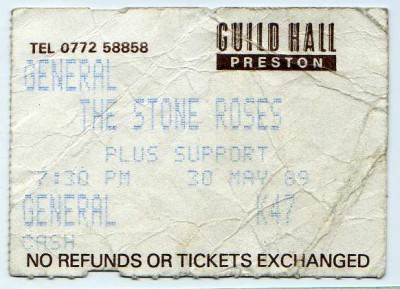 TEL 0772 58858
GUILD HALL
PRESTON
GENERAL
THE STONE ROSES
PLUS SUPPORT
7:30 PM 30 MAY 89
GENERAL K47
CASH
NO REFUNDS OR TICKETS EXCHANGED